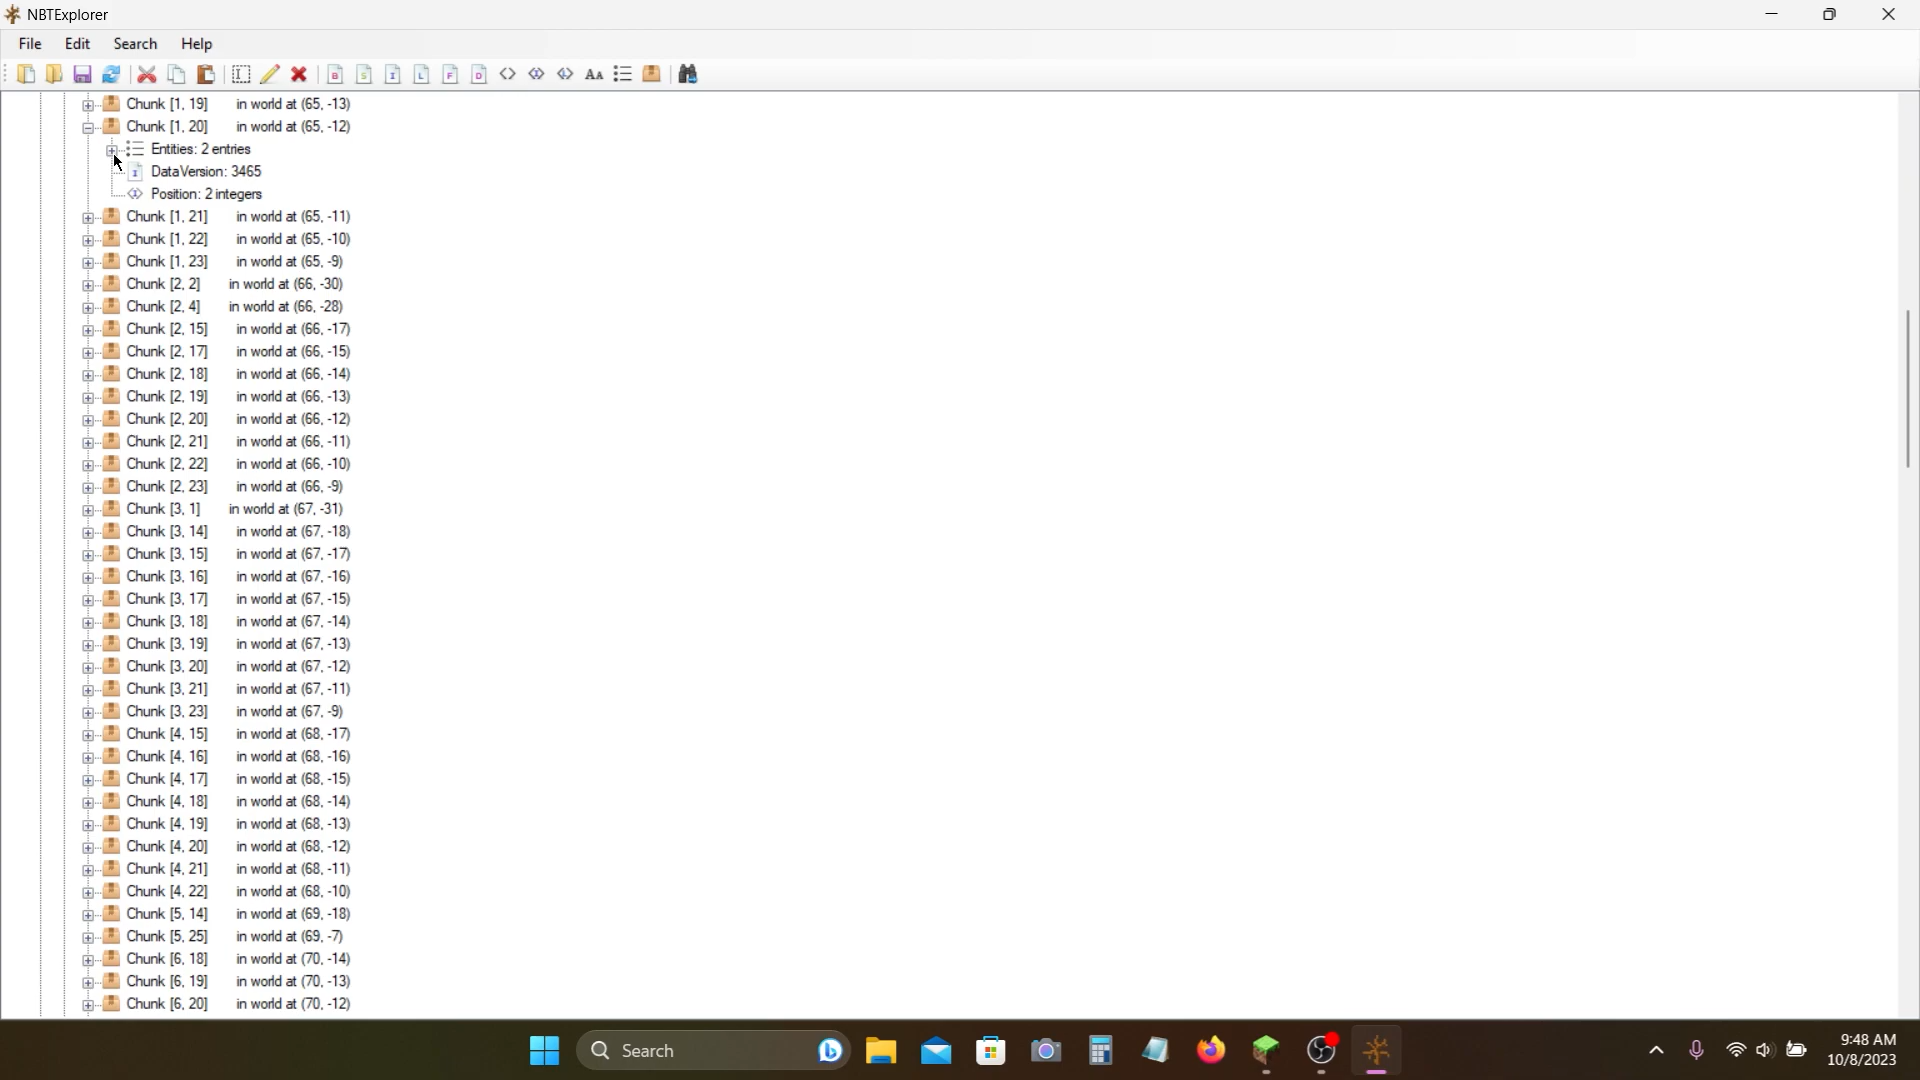 NBTExplorer
File Edit Search Help
Chunk [1, 19] in world at (65, -13)
Chunk [1, 20] in world at (65, -12)
Entities: 2 entries
DataVersion: 3465
Position: 2 integers
Chunk [1, 21] in world at (65, -11)
Chunk [1, 22] in world at (65, -10)
Chunk [1, 23] in world at (65, -9)
Chunk [2, 2] in world at (66, -30)
Chunk [2, 4] in world at (66, -28)
Chunk [2, 15] in world at (66, -17)
Chunk [2, 17] in world at (66, -15)
Chunk [2, 18] in world at (66, -14)
Chunk [2, 19] in world at (66, -13)
Chunk [2, 20] in world at (66, -12)
Chunk [2, 21] in world at (66, -11)
Chunk [2, 22] in world at (66, -10)
Chunk [2, 23] in world at (66, -9)
Chunk [3, 1] in world at (67, -31)
Chunk [3, 14] in world at (67, -18)
Chunk [3, 15] in world at (67, -17)
Chunk [3, 16] in world at (67, -16)
Chunk [3, 17] in world at (67, -15)
Chunk [3, 18] in world at (67, -14)
Chunk [3, 19] in world at (67, -13)
Chunk [3, 20] in world at (67, -12)
Chunk [3, 21] in world at (67, -11)
Chunk [3, 23] in world at (67, -9)
Chunk [4, 15] in world at (68, -17)
Chunk [4, 16] in world at (68, -16)
Chunk [4, 17] in world at (68, -15)
Chunk [4, 18] in world at (68, -14)
Chunk [4, 19] in world at (68, -13)
Chunk [4, 20] in world at (68, -12)
Chunk [4, 21] in world at (68, -11)
Chunk [4, 22] in world at (68, -10)
Chunk [5, 14] in world at (69, -18)
Chunk [5, 25] in world at (69, -7)
Chunk [6, 18] in world at (70, -14)
Chunk [6, 19] in world at (70, -13)
Chunk [6, 20] in world at (70, -12)
Search
9:48 AM
10/8/2023